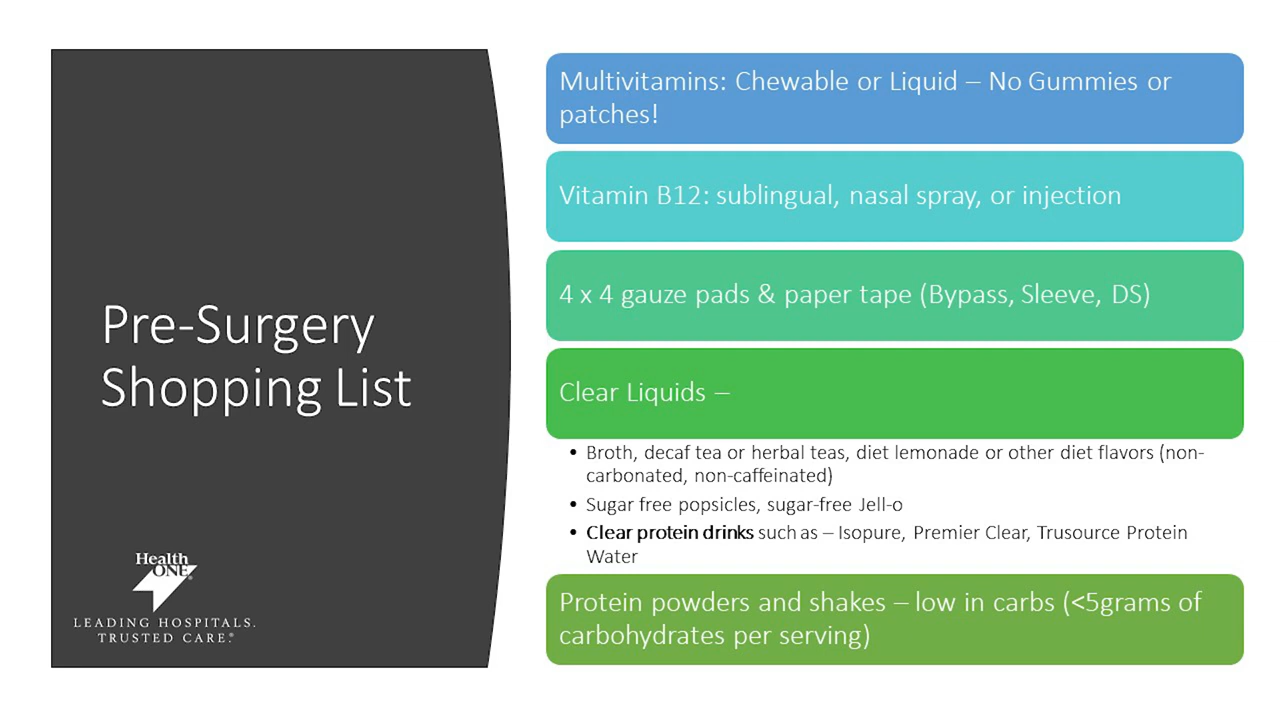 Pre-Surgery
Shopping List
Health
ONE®
LEADING HOSPITALS.
TRUSTED CARE.®
Multivitamins: Chewable or Liquid – No Gummies or
patches!
Vitamin B12: sublingual, nasal spray, or injection
4 x 4 gauze pads & paper tape (Bypass, Sleeve, DS)
Clear Liquids –
• Broth, decaf tea or herbal teas, diet lemonade or other diet flavors (non-
carbonated, non-caffeinated)
• Sugar free popsicles, sugar-free Jell-o
• Clear protein drinks such as – Isopure, Premier Clear, Trusource Protein
Water
Protein powders and shakes – low in carbs (<5grams of
carbohydrates per serving)